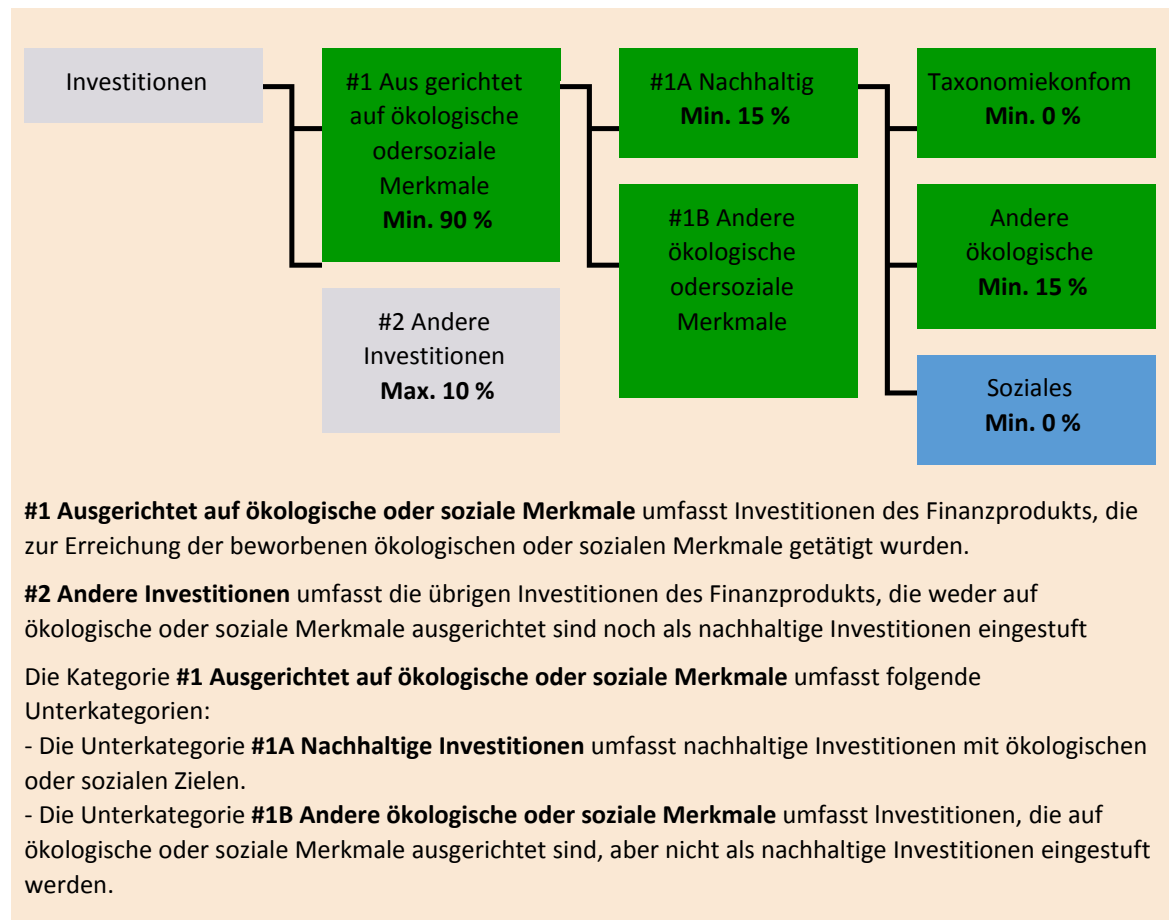 Investitionen
#1 Aus gerichtet
auf ökologische
odersoziale
Merkmale
Min. 90 %
#2 Andere
Investitionen
Max. 10 %
#1A Nachhaltig
Min. 15 %
#1B Andere
ökologische
odersoziale
Merkmale
Taxonomiekonfom
Min. 0 %
Andere
ökologische
Min. 15 %
Soziales
Min. 0 %
#1 Ausgerichtet auf ökologische oder soziale Merkmale umfasst Investitionen des Finanzprodukts, die
zur Erreichung der beworbenen ökologischen oder sozialen Merkmale getätigt wurden.
#2 Andere Investitionen umfasst die übrigen Investitionen des Finanzprodukts, die weder auf
ökologische oder soziale Merkmale ausgerichtet sind noch als nachhaltige Investitionen eingestuft
Die Kategorie #1 Ausgerichtet auf ökologische oder soziale Merkmale umfasst folgende
Unterkategorien:
- Die Unterkategorie #1A Nachhaltige Investitionen umfasst nachhaltige Investitionen mit ökologischen
oder sozialen Zielen.
- Die Unterkategorie #1B Andere ökologische oder soziale Merkmale umfasst lnvestitionen, die auf
ökologische oder soziale Merkmale ausgerichtet sind, aber nicht als nachhaltige Investitionen eingestuft
werden.